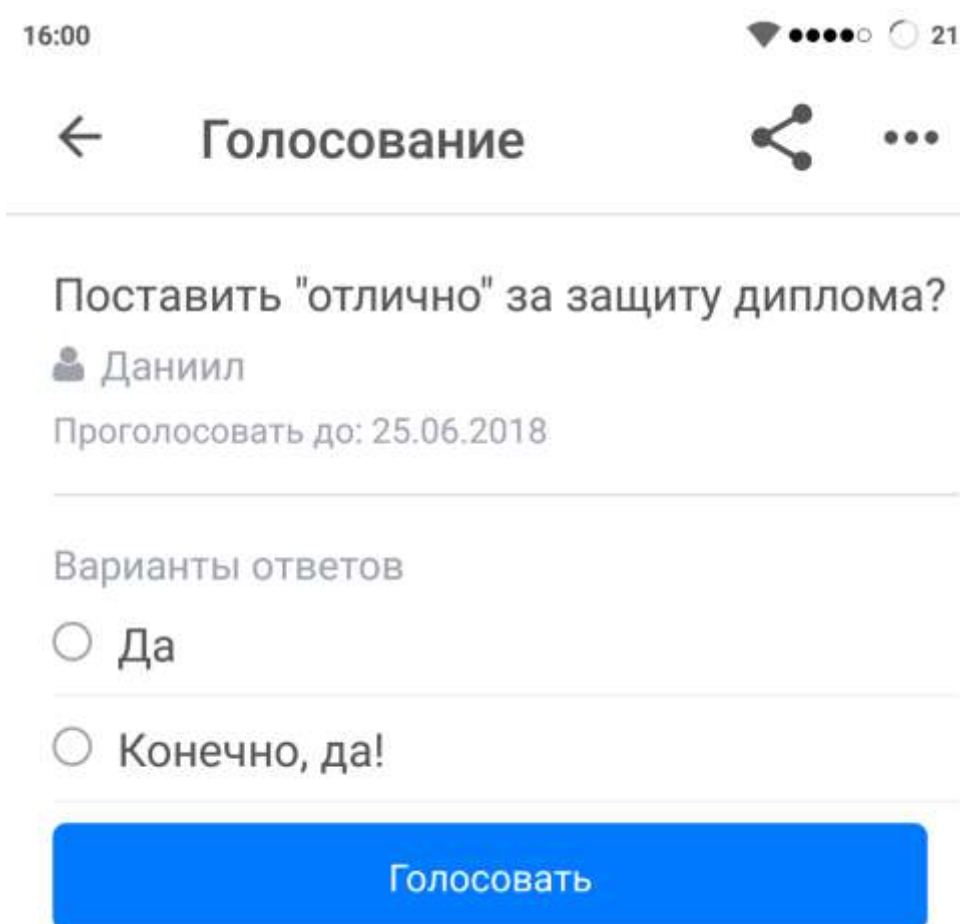 16:00 21
Голосование
Поставить "отлично" за защиту диплома?
Даниил
Проголосовать до: 25.06.2018
Варианты ответов
Да
Конечно, да!
Голосовать